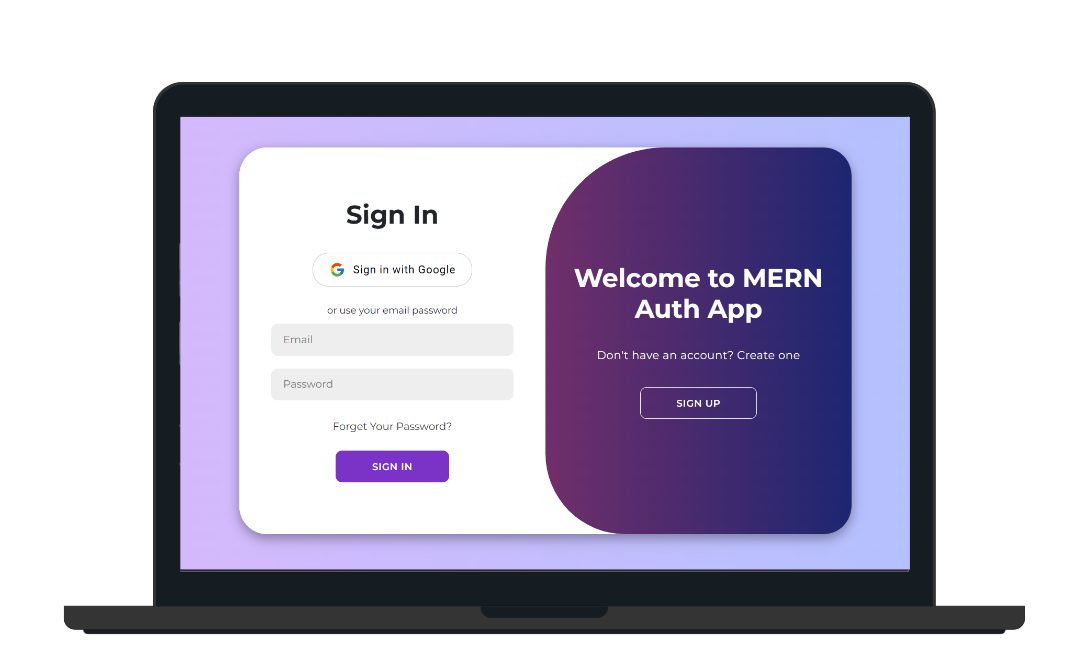 Sign In
Sign in with Google
or use your email password
Email
Password
Forget Your Password?
SIGN IN
Welcome to MERN
Auth App
Don't have an account? Create one
SIGN UP